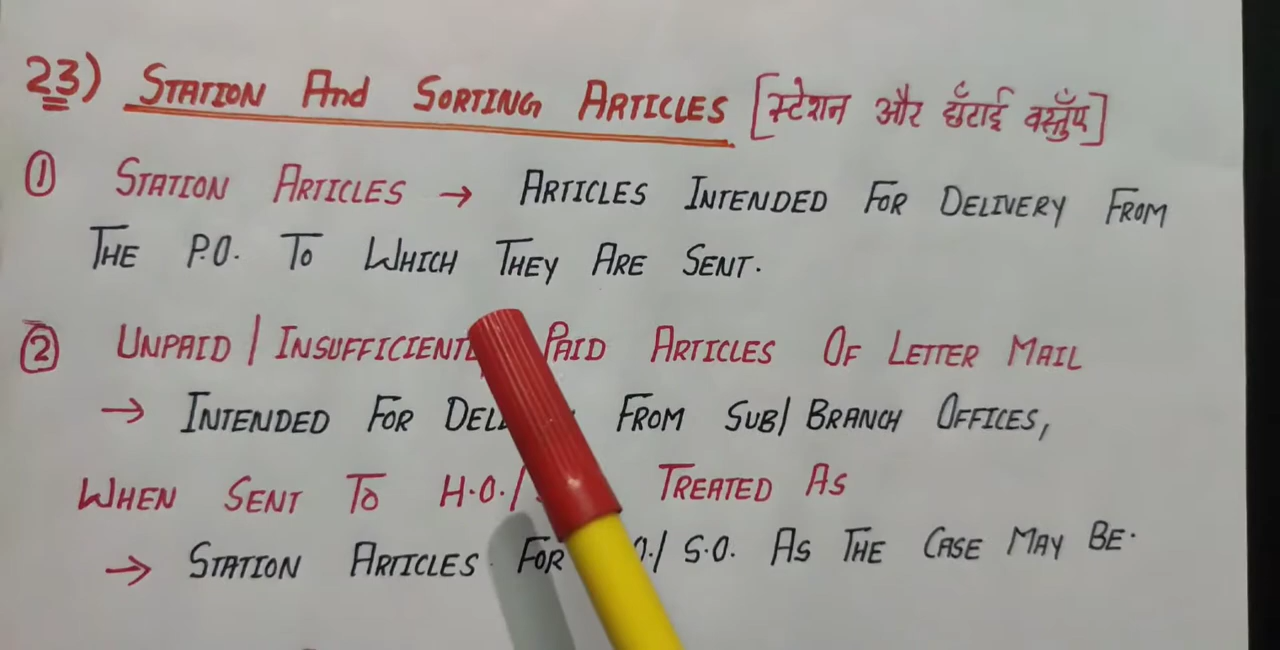 23) STATION And SORTING ARTICLES [स्टेशन और छँटाई वस्तुँए]
① STATION ARTICLES → ARTICLES INTENDED FOR DELIVERY FROM
THE P.O. TO WHICH THEY ARE SENT.
② UNPAID / PAID ARTICLES OF LETTER MAIL
→ INTENDED FOR FROM SUB/ BRANCH OFFICES,
WHEN SENT TO H.O./ TREATED AS
→ STATION ARTICLES FOR S.O. AS THE CASE MAY BE.